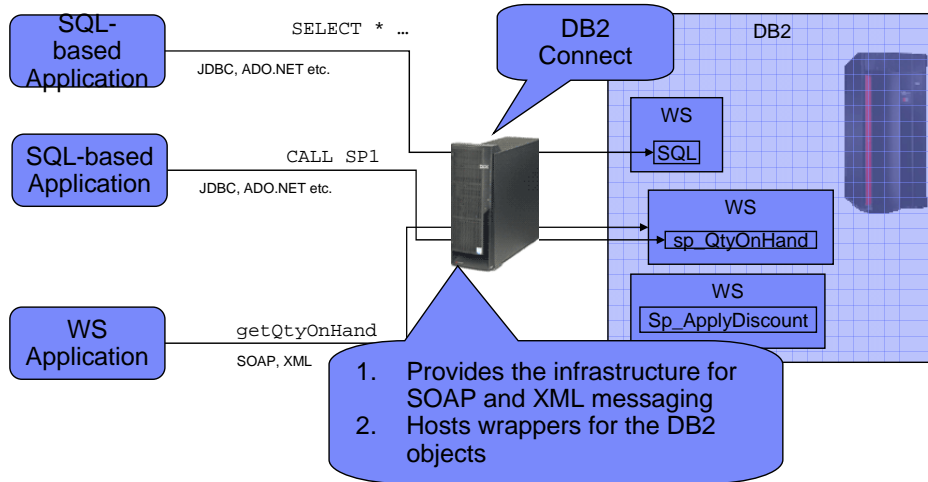 SQL-
based
Application
SELECT * …
JDBC, ADO.NET etc.
DB2
Connect
DB2
WS
SQL
SQL-based
Application
CALL SP1
JDBC, ADO.NET etc.
WS
sp_QtyOnHand
WS
Sp_ApplyDiscount
WS
Application
getQtyOnHand
SOAP, XML
1. Provides the infrastructure for
SOAP and XML messaging
2. Hosts wrappers for the DB2
objects